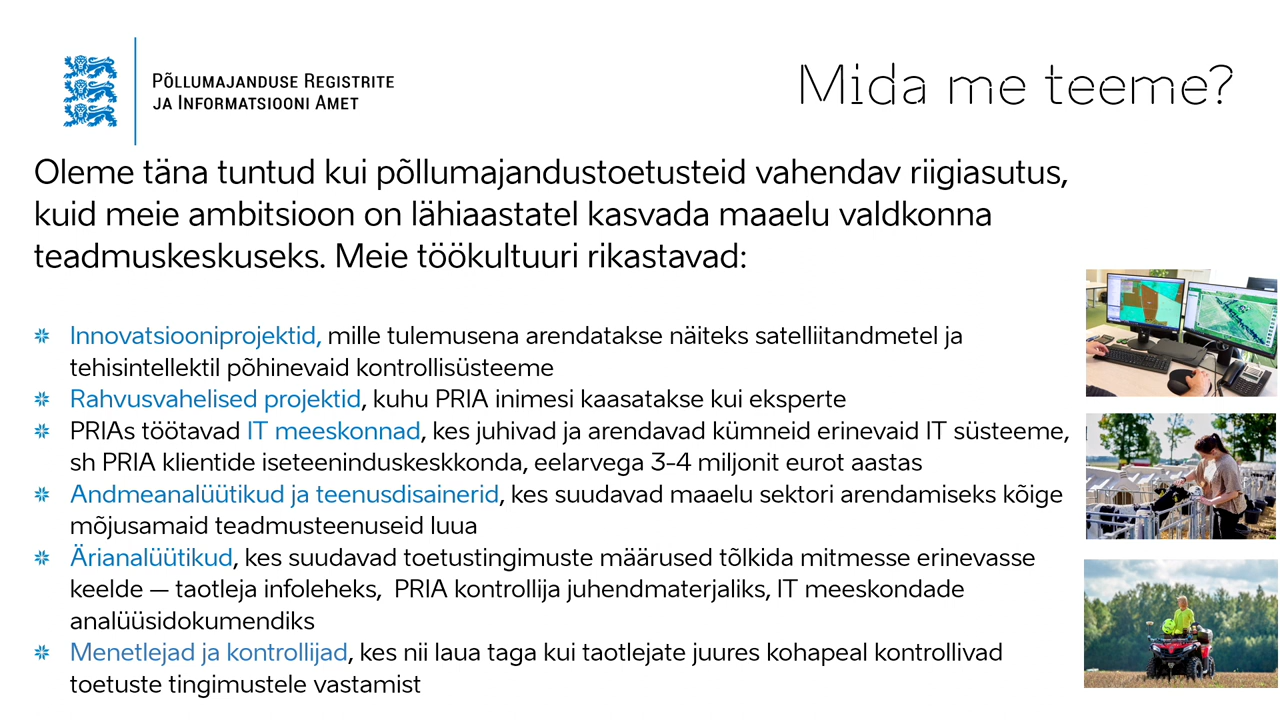 PÕLLUMAJANDUSE REGISTRITE
JA INFORMATSIOONI AMET
Mida me teeme?
Oleme täna tuntud kui põllumajandustoetusteid vahendav riigiasutus,
kuid meie ambitsioon on lähiaastatel kasvada maaelu valdkonna
teadmuskeskuseks. Meie töökultuuri rikastavad:
Innovatsiooniprojektid, mille tulemusena arendatakse näiteks satelliitandmetel ja
tehisintellektil põhinevaid kontrollisüsteeme
Rahvusvahelised projektid, kuhu PRIA inimesi kaasatakse kui eksperte
PRIAs töötavad IT meeskonnad, kes juhivad ja arendavad kümneid erinevaid IT süsteeme,
sh PRIA klientide iseteeninduskeskkonda, eelarvega 3-4 miljonit eurot aastas
Andmeanalüütikud ja teenusdisainerid, kes suudavad maaelu sektori arendamiseks kõige
mõjusamaid teadmusteenuseid luua
Ärianalüütikud, kes suudavad toetustingimuste määrused tõlkida mitmesse erinevasse
keelde — taotleja infoleheks,  PRIA kontrollija juhendmaterjaliks, IT meeskondade
analüüsidokumendiks
Menetlejad ja kontrollijad, kes nii laua taga kui taotlejate juures kohapeal kontrollivad
toetuste tingimustele vastamist